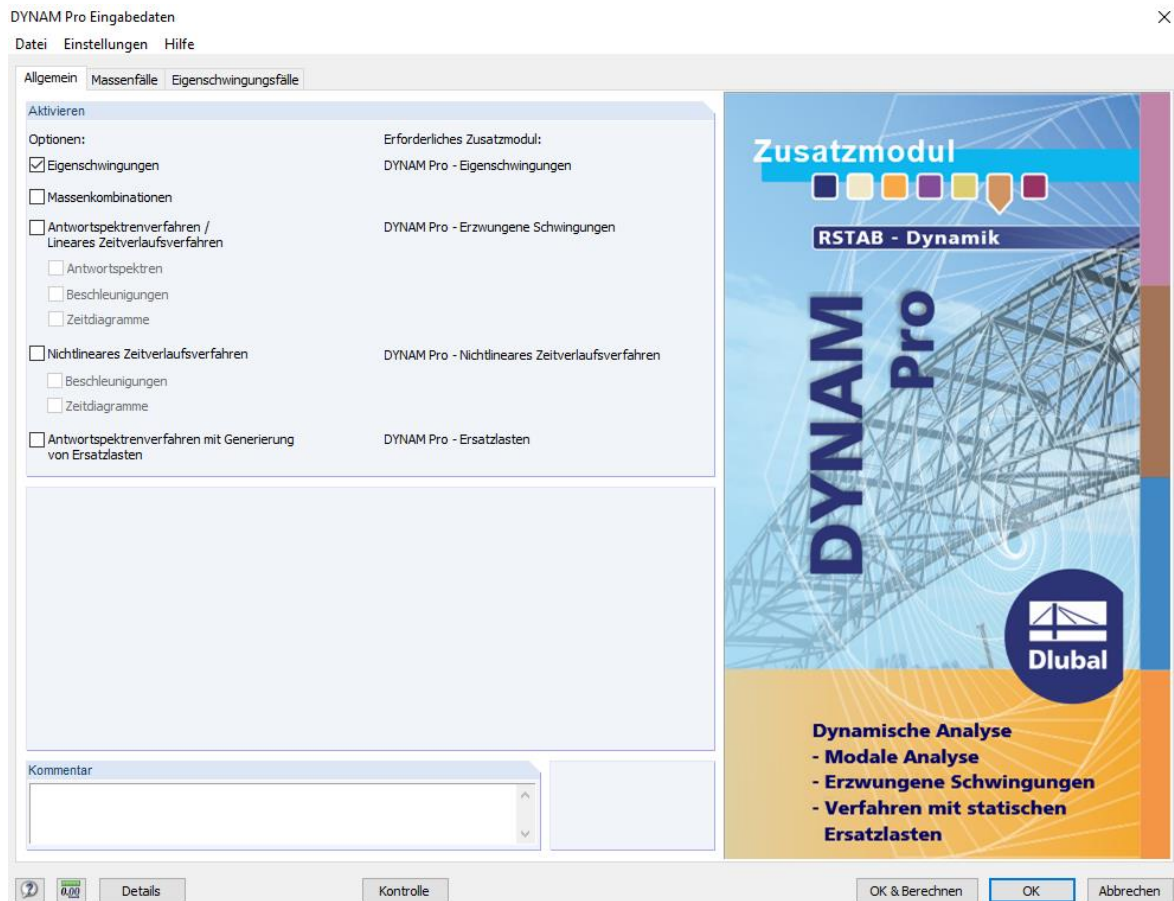 DYNAM Pro Eingabedaten
Datei Einstellungen Hilfe
Allgemein Massenfälle Eigenschwingungsfälle
Aktivieren
Optionen: Erforderliches Zusatzmodul:
Eigenschwingungen DYNAM Pro - Eigenschwingungen
Massenkombinationen
Antwortspektrenverfahren / DYNAM Pro - Erzwungene Schwingungen
Lineares Zeitverlaufsverfahren
Antwortspektren
Beschleunigungen
Zeitdiagramme
Nichtlineares Zeitverlaufsverfahren DYNAM Pro - Nichtlineares Zeitverlaufsverfahren
Beschleunigungen
Zeitdiagramme
Antwortspektrenverfahren mit Generierung DYNAM Pro - Ersatzlasten
von Ersatzlasten
Kommentar
Zusatzmodul
RSTAB - Dynamik
DYNAM
Pro
Dlubal
Dynamische Analyse
- Modale Analyse
- Erzwungene Schwingungen
- Verfahren mit statischen
Ersatzlasten
0.00 Details Kontrolle OK & Berechnen OK Abbrechen